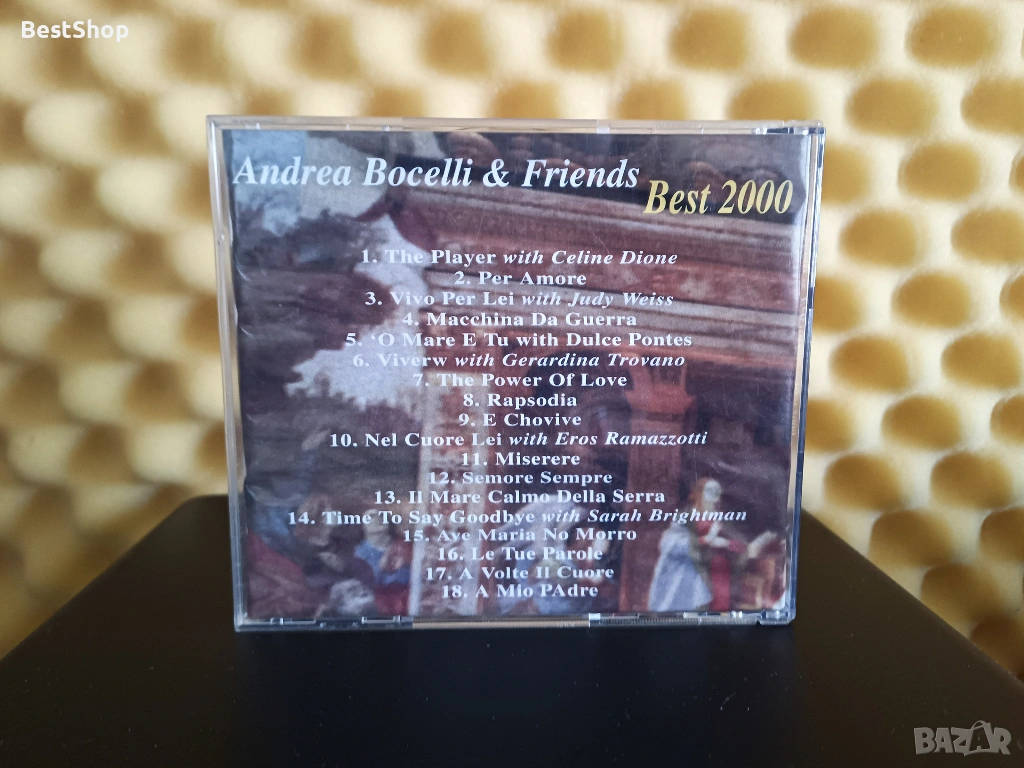 BestShop
Andrea Bocelli & Friends
Best 2000
1. The Player with Celine Dione
2. Per Amore
3. Vivo Per Lei with Judy Weiss
4. Macchina Da Guerra
5. ‘O Mare E Tu with Dulce Pontes
6. Viverw with Gerardina Trovano
7. The Power Of Love
8. Rapsodia
9. E Chovive
10. Nel Cuore Lei with Eros Ramazzotti
11. Miserere
12. Semore Sempre
13. Il Mare Calmo Della Serra
14. Time To Say Goodbye with Sarah Brightman
15. Ave Maria No Morro
16. Le Tue Parole
17. A Volte Il Cuore
18. A Mio PAdre
BAZAR